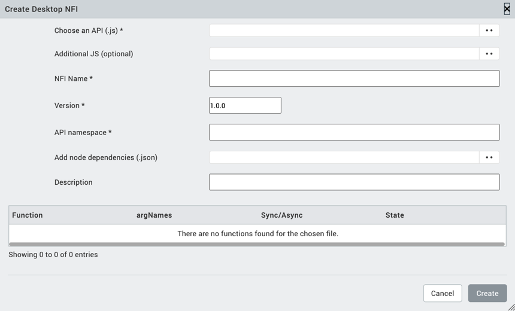 Create Desktop NFI
Choose an API (.js) *
Additional JS (optional)
NFI Name *
Version *
1.0.0
API namespace *
Add node dependencies (.json)
Description
Function argNames Sync/Async State
There are no functions found for the chosen file.
Showing 0 to 0 of 0 entries
Cancel Create